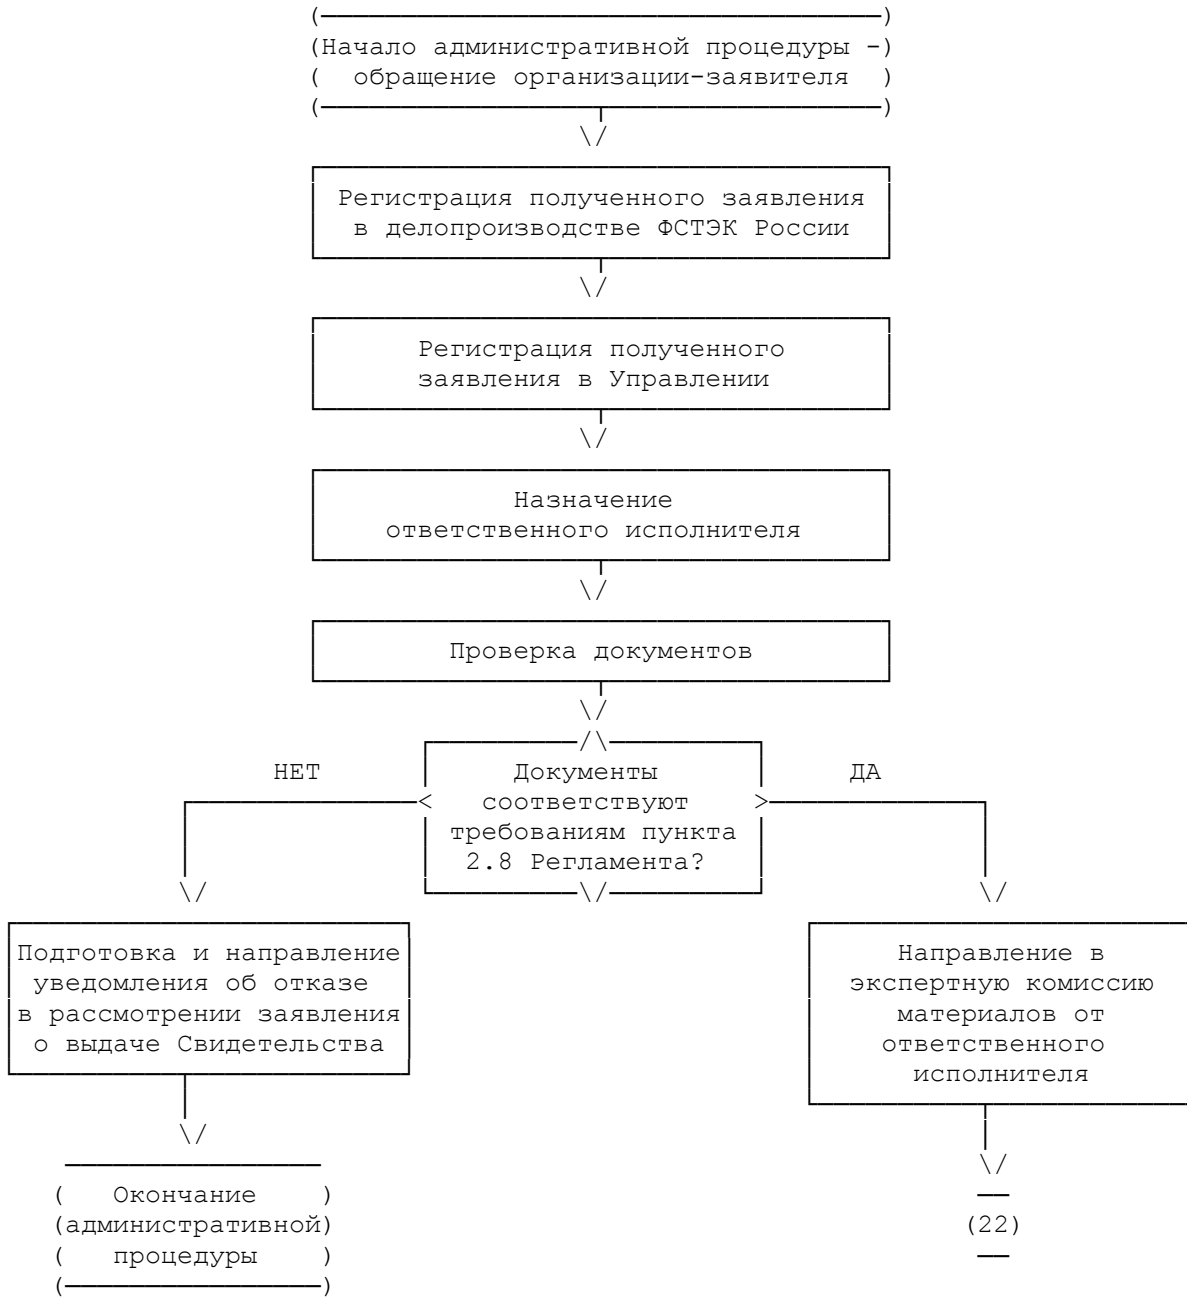 Начало административной процедуры -
обращение организации-заявителя
Регистрация полученного заявления
в делопроизводстве ФСТЭК России
Регистрация полученного
заявления в Управлении
Назначение
ответственного исполнителя
Проверка документов
НЕТ
Документы
соответствуют
требованиям пункта
2.8 Регламента?
ДА
Подготовка и направление
уведомления об отказе
в рассмотрении заявления
о выдаче Свидетельства
Направление в
экспертную комиссию
материалов от
ответственного
исполнителя
Окончание
административной
процедуры
(22)